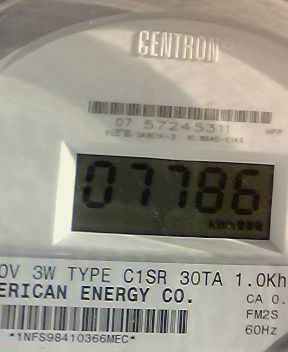 CENTRON®
07 57245311
07786
kWh
0V 3W TYPE C1SR 30TA 1.0Kh
ERICAN ENERGY CO.
CA 0.
FM2S
60Hz
*1NFS98410366MEC*